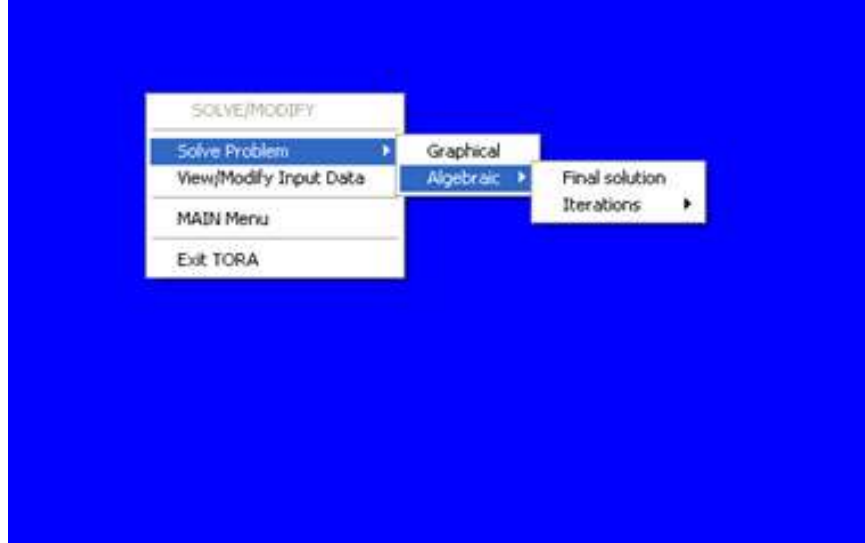 SOLVE/MODIFY
Solve Problem
Graphical
View/Modify Input Data
Algebraic
Final solution
Iterations
MAIN Menu
Exit TORA